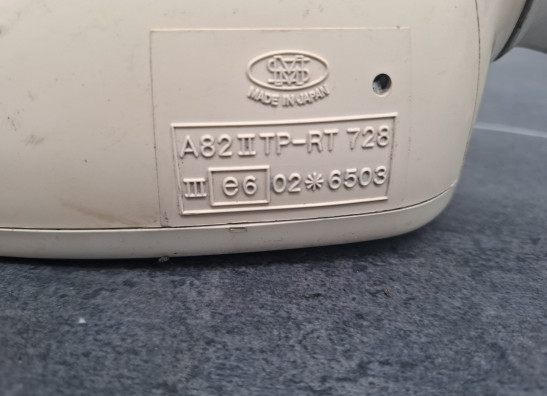 MADE IN JAPAN
A82 II TP-RT 728
III e6 02*6503